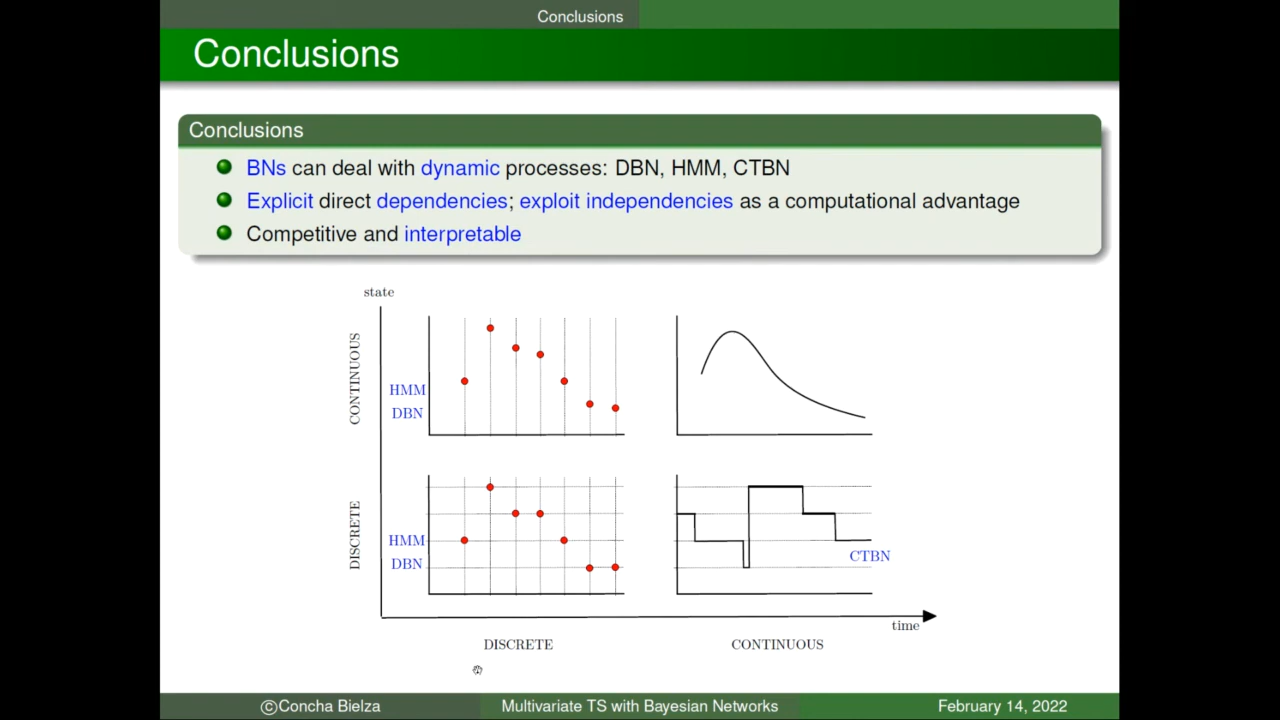 Conclusions
Conclusions
Conclusions
BNs can deal with dynamic processes: DBN, HMM, CTBN
Explicit direct dependencies; exploit independencies as a computational advantage
Competitive and interpretable
state
CONTINUOUS
HMM
DBN
DISCRETE
HMM
DBN
CTBN
time
DISCRETE
CONTINUOUS
©Concha Bielza
Multivariate TS with Bayesian Networks
February 14, 2022